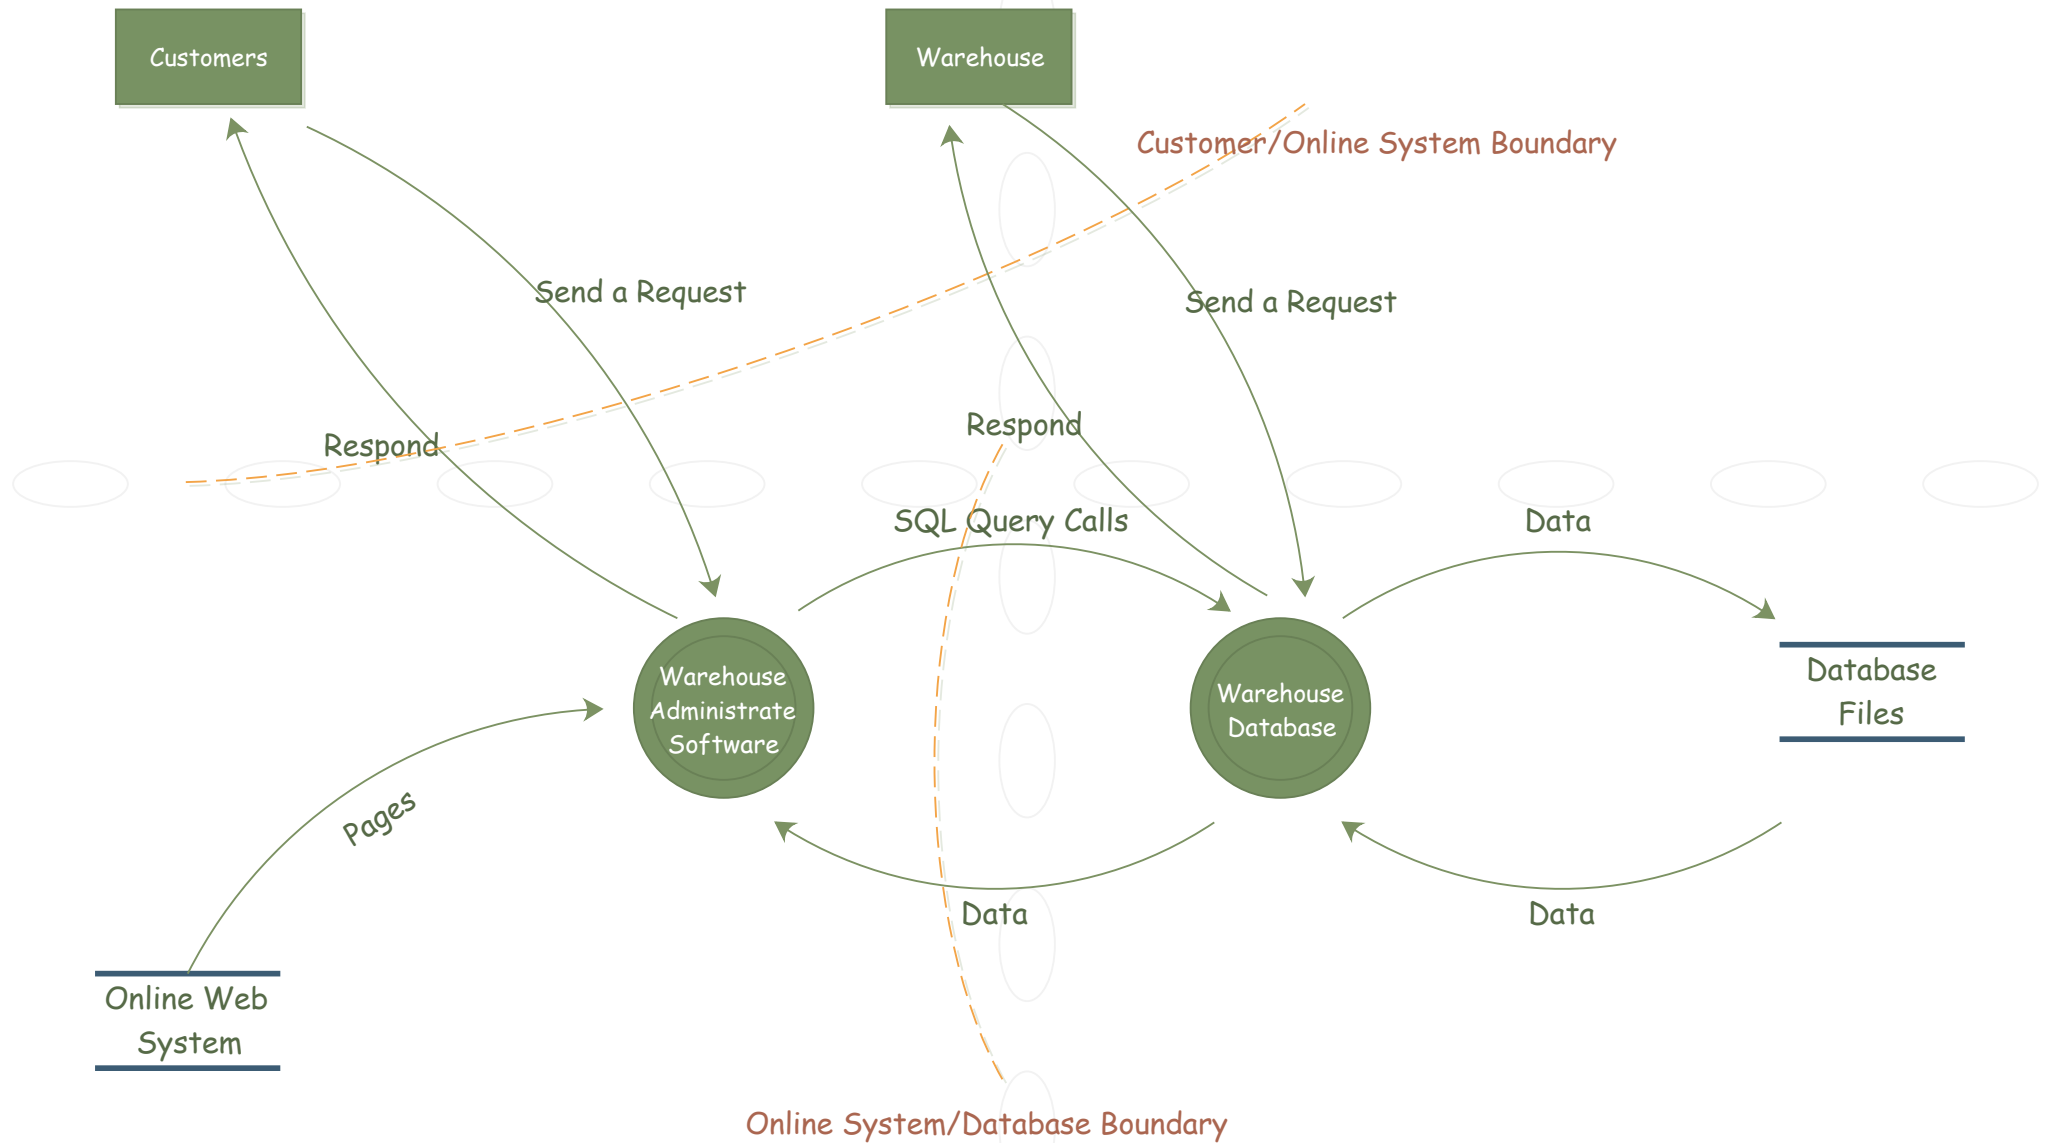 Customers
Warehouse
Customer/Online System Boundary
Send a Request
Send a Request
Respond
Respond
SQL Query Calls
Data
Warehouse
Administrate
Software
Warehouse
Database
Database
Files
Pages
Data
Data
Online Web
System
Online System/Database Boundary